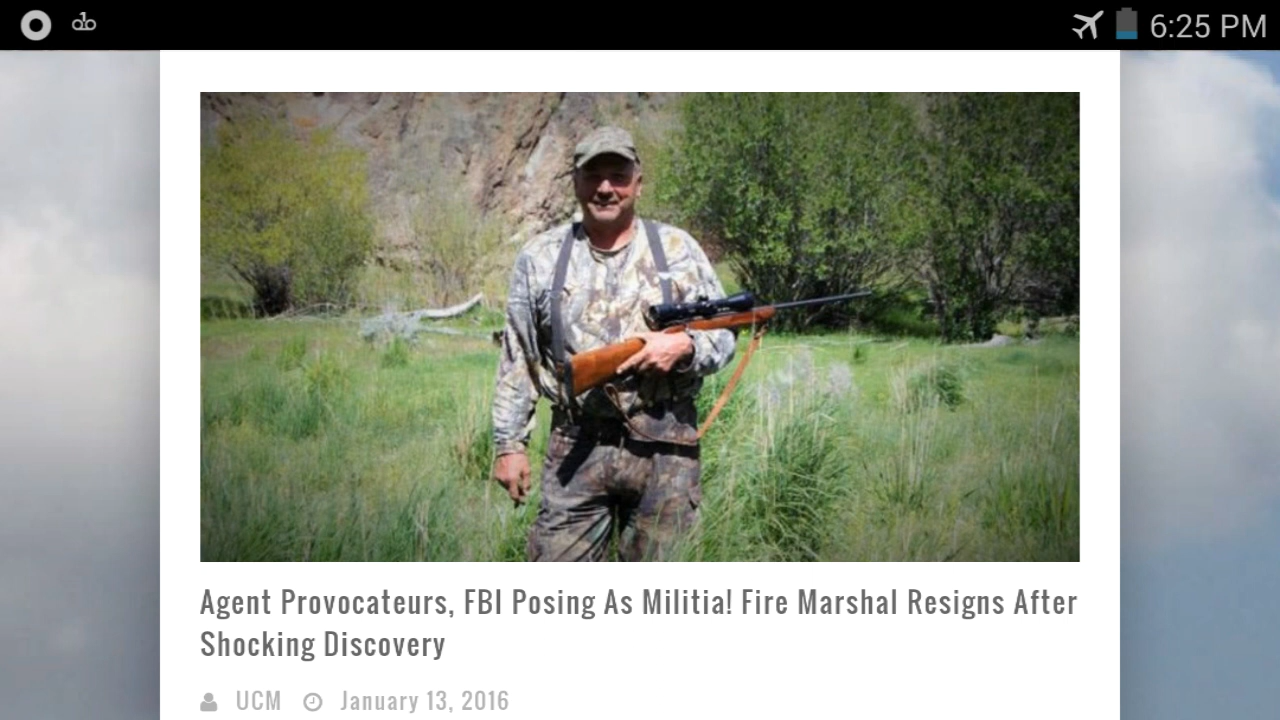 6:25 PM
Agent Provocateurs, FBI Posing As Militia! Fire Marshal Resigns After
Shocking Discovery
UCM January 13, 2016